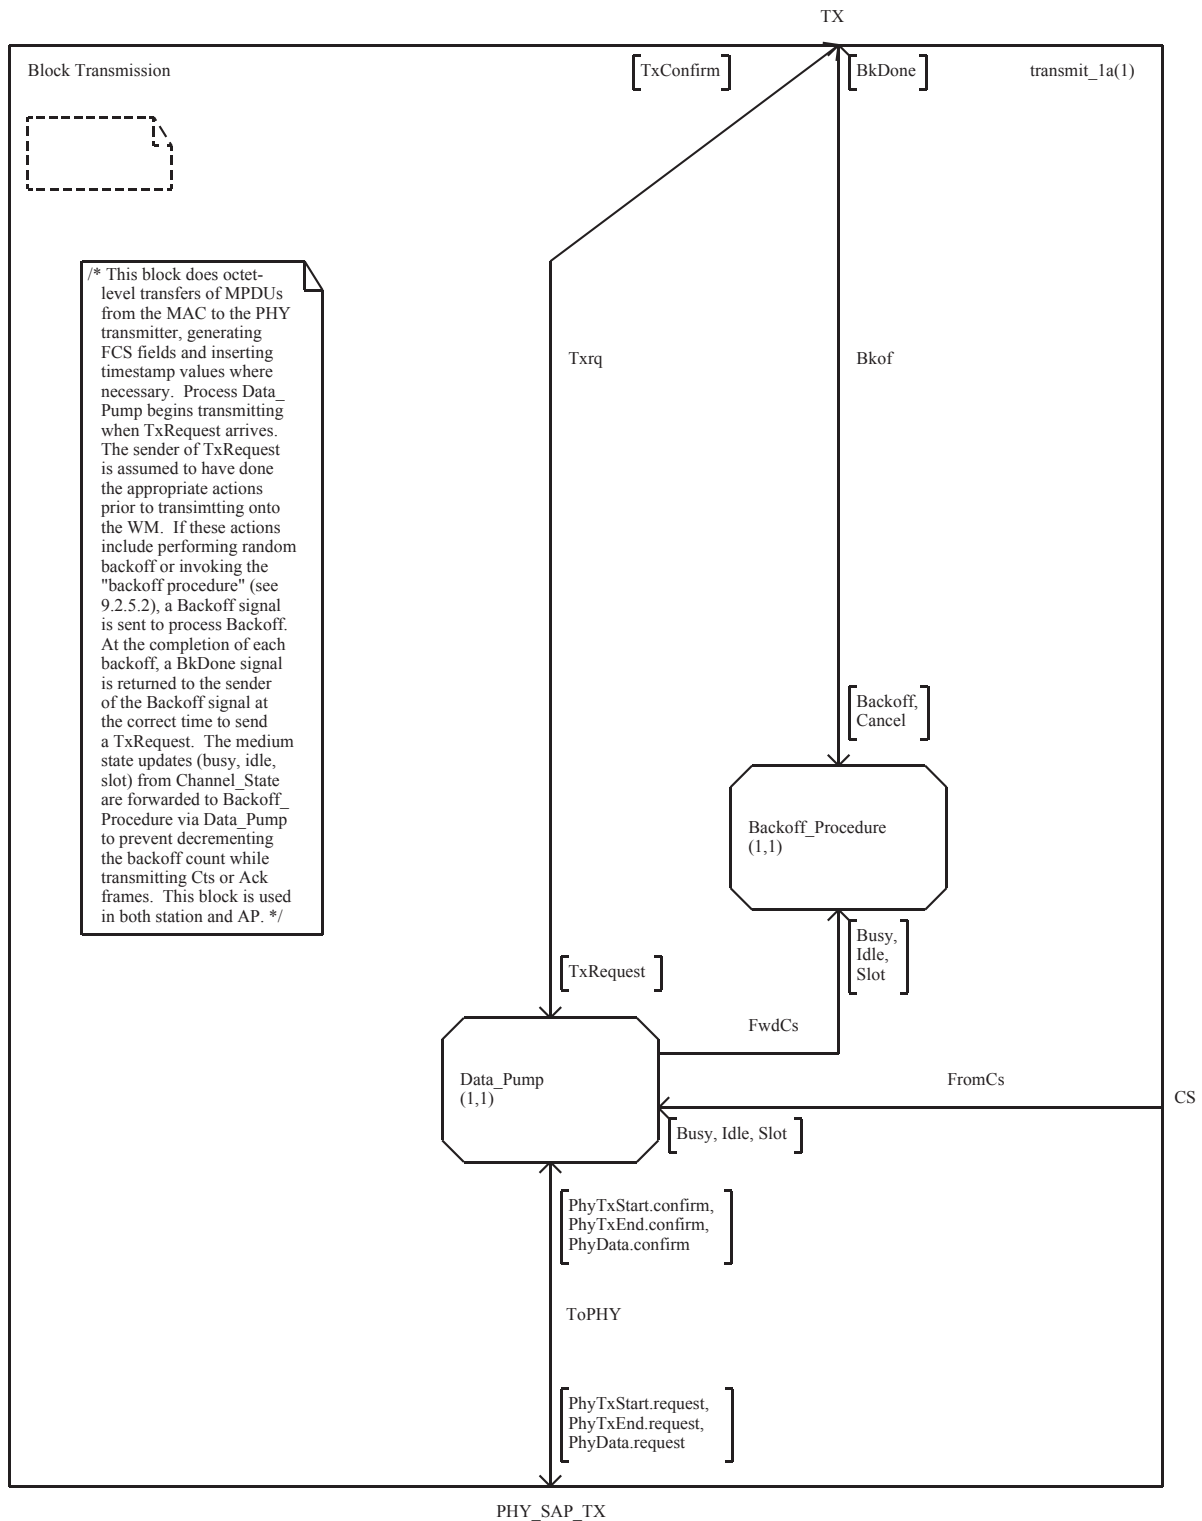 TX
Block Transmission
TxConfirm
BkDone
transmit_1a(1)
/* This block does octet-
level transfers of MPDUs
from the MAC to the PHY
transmitter, generating
FCS fields and inserting
timestamp values where
necessary. Process Data_
Pump begins transmitting
when TxRequest arrives.
The sender of TxRequest
is assumed to have done
the appropriate actions
prior to transimtting onto
the WM. If these actions
include performing random
backoff or invoking the
"backoff procedure" (see
9.2.5.2), a Backoff signal
is sent to process Backoff.
At the completion of each
backoff, a BkDone signal
is returned to the sender
of the Backoff signal at
the correct time to send
a TxRequest. The medium
state updates (busy, idle,
slot) from Channel_State
are forwarded to Backoff_
Procedure via Data_Pump
to prevent decrementing
the backoff count while
transmitting Cts or Ack
frames. This block is used
in both station and AP. */
Txrq
Bkof
Backoff,
Cancel
Backoff_Procedure
(1,1)
Busy,
Idle,
Slot
TxRequest
FwdCs
Data_Pump
(1,1)
FromCs
CS
Busy, Idle, Slot
PhyTxStart.confirm,
PhyTxEnd.confirm,
PhyData.confirm
ToPHY
PhyTxStart.request,
PhyTxEnd.request,
PhyData.request
PHY_SAP_TX